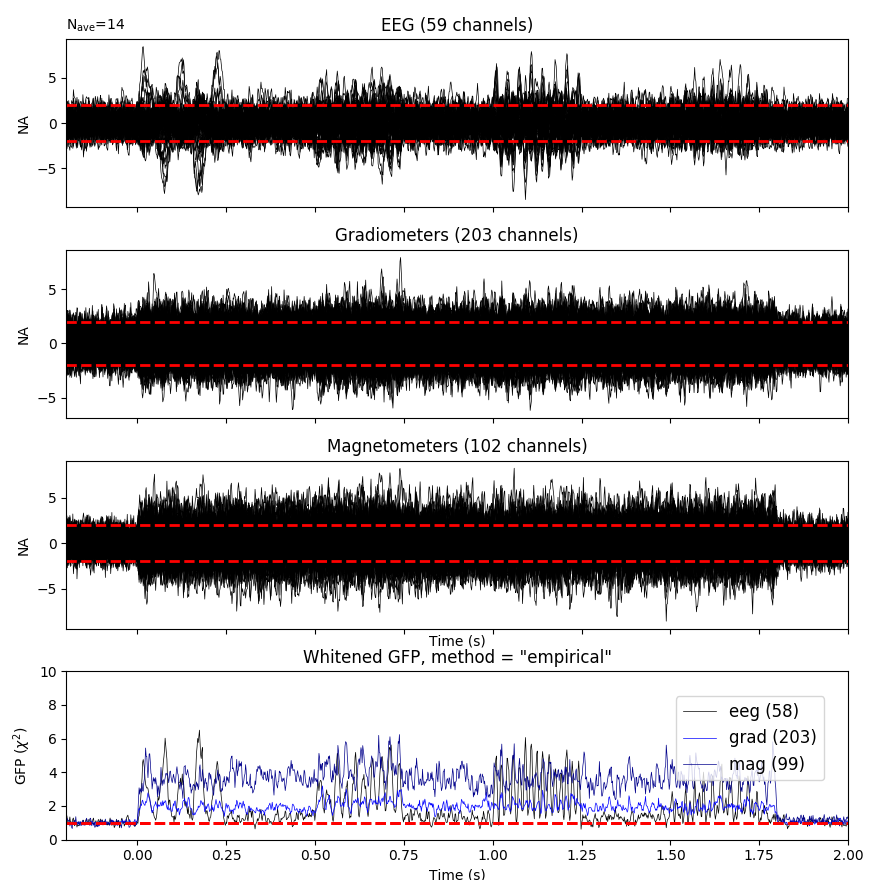 N_ave=14
EEG (59 channels)
5
0
−5
NA
Gradiometers (203 channels)
5
0
−5
NA
Magnetometers (102 channels)
5
0
−5
NA
Time (s)
Whitened GFP, method = "empirical"
10
8
6
4
2
0
GFP (χ²)
eeg (58)
grad (203)
mag (99)
0.00 0.25 0.50 0.75 1.00 1.25 1.50 1.75 2.00
Time (s)